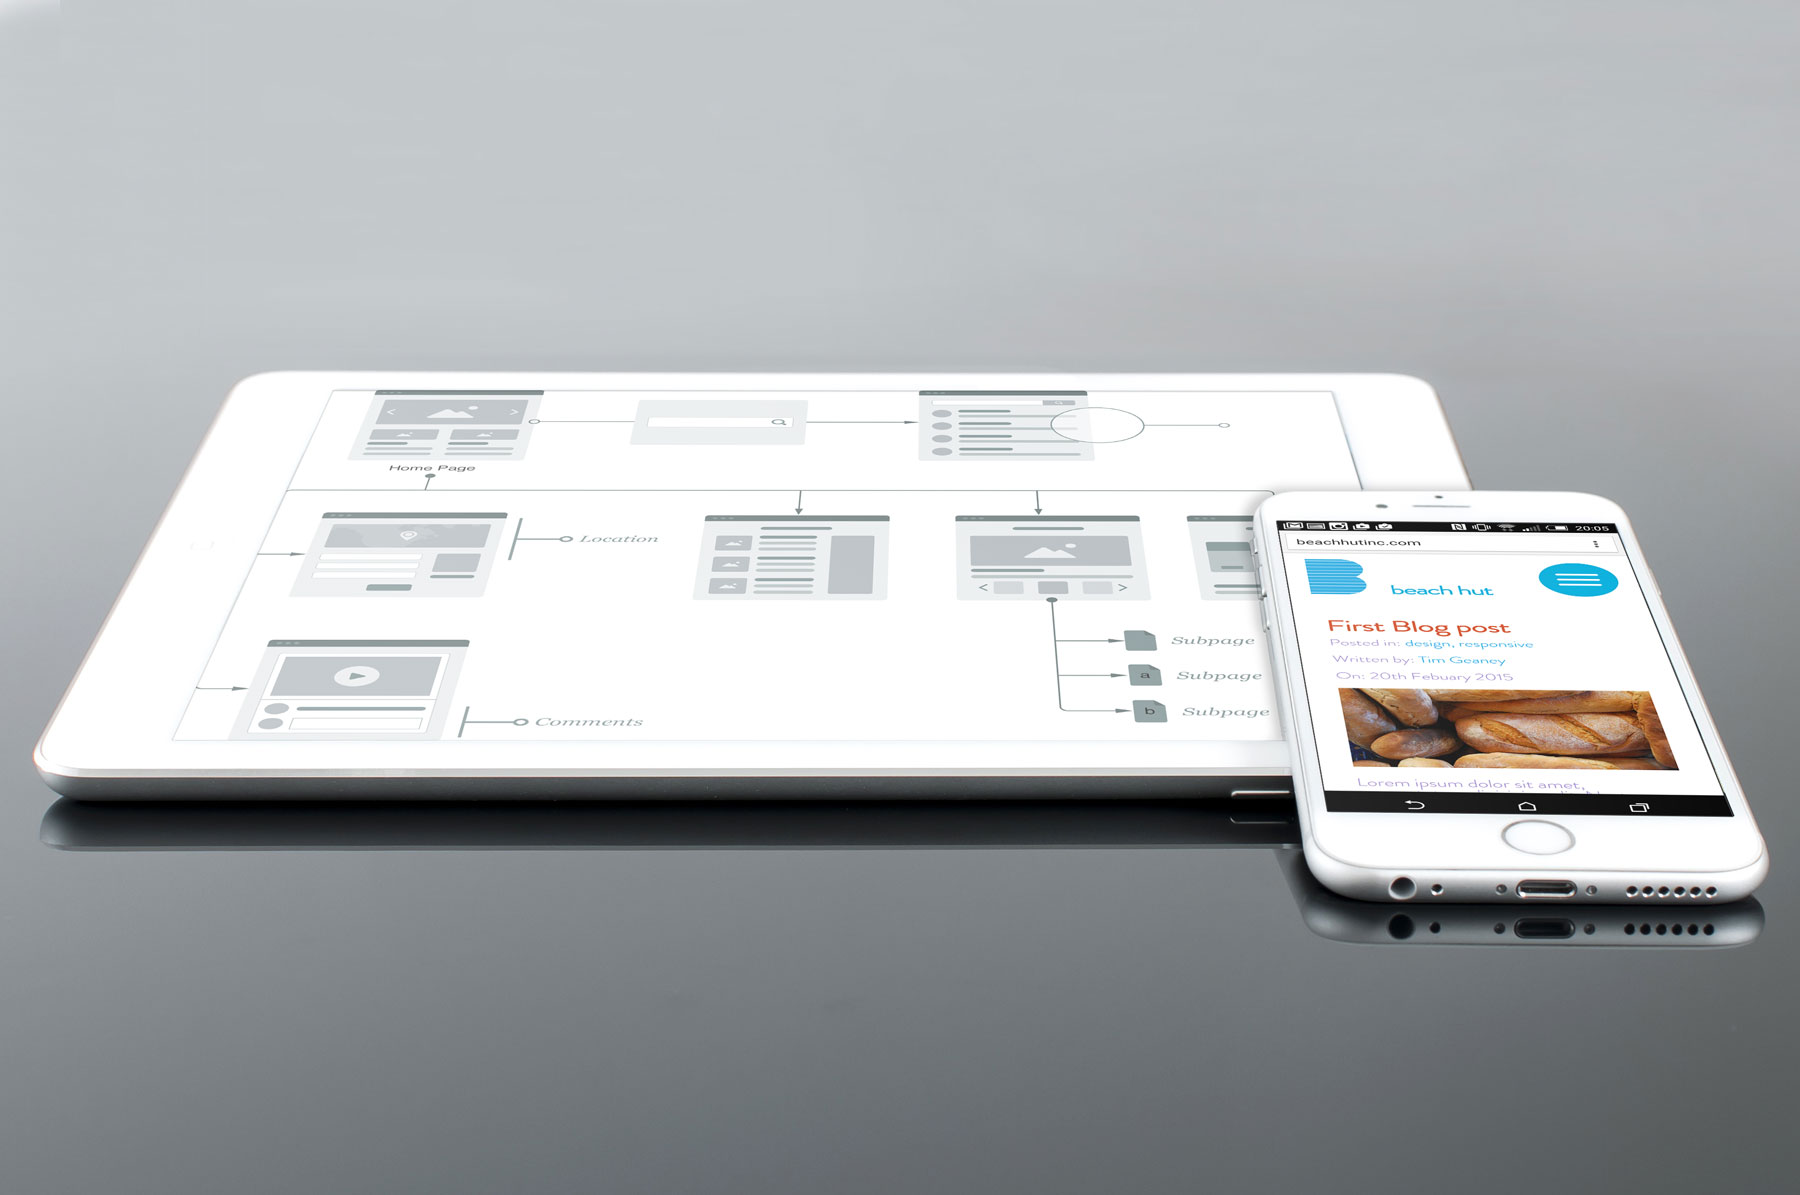 Home Page
Location
Comments
Subpage
a
Subpage
b
Subpage
20:05
beachhutinc.com
beach hut
First Blog post
Posted in: design, responsive
Written by: Tim Geaney
On: 20th Febuary 2015
Lorem ipsum dolor sit amet,